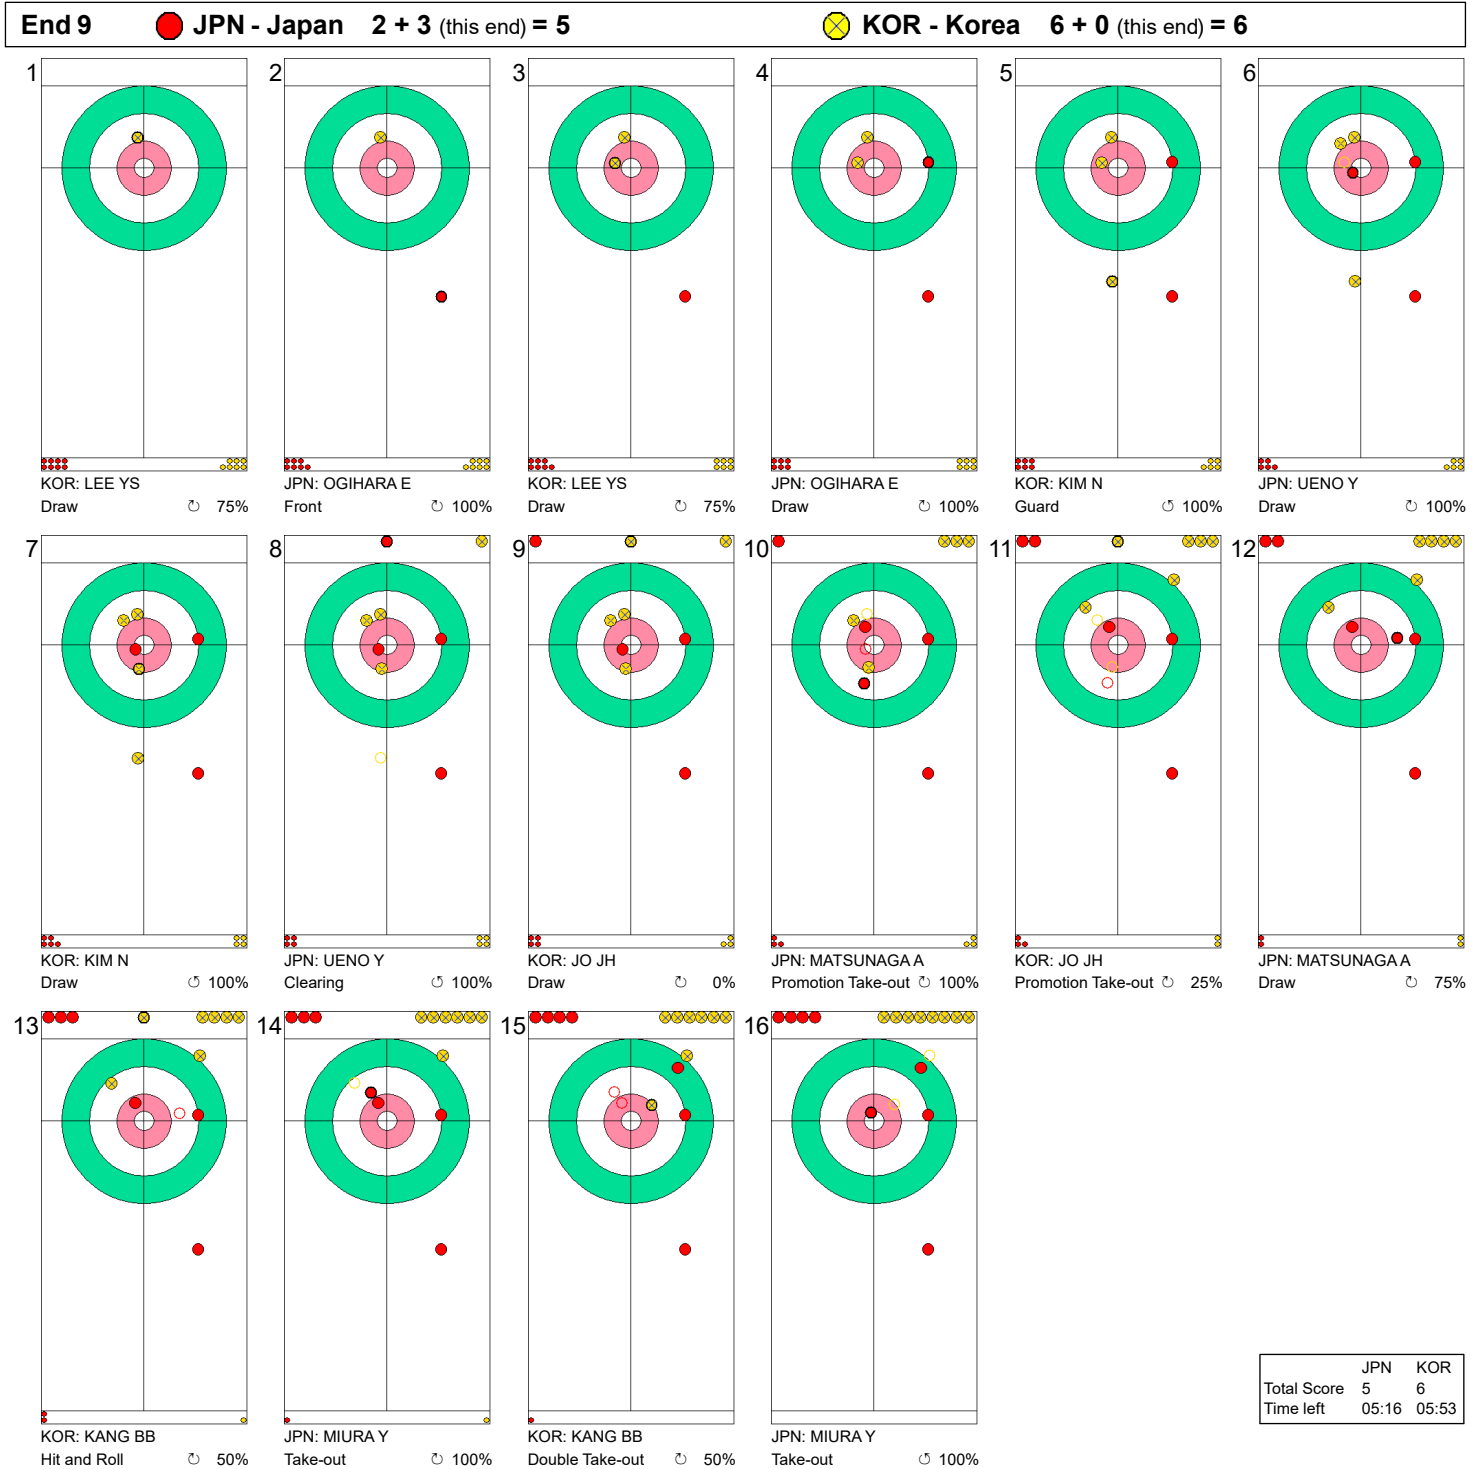 End 9 JPN - Japan 2 + 3 (this end) = 5 KOR - Korea 6 + 0 (this end) = 6
1 2 3 4 5 6
KOR: LEE YS JPN: OGIHARA E KOR: LEE YS JPN: OGIHARA E KOR: KIM N JPN: UENO Y
Draw ↻ 75% Front ↺ 100% Draw ↻ 75% Draw ↺ 100% Guard ↺ 100% Draw ↻ 100%
7 8 9 10 11 12
KOR: KIM N JPN: UENO Y KOR: JO JH JPN: MATSUNAGA A KOR: JO JH JPN: MATSUNAGA A
Draw ↺ 100% Clearing ↺ 100% Draw ↻ 0% Promotion Take-out ↻ 100% Promotion Take-out ↻ 25% Draw ↻ 75%
13 14 15 16
KOR: KANG BB JPN: MIURA Y KOR: KANG BB JPN: MIURA Y
Hit and Roll ↻ 50% Take-out ↻ 100% Double Take-out ↻ 50% Take-out ↻ 100%
JPN KOR
Total Score 5 6
Time left 05:16 05:53